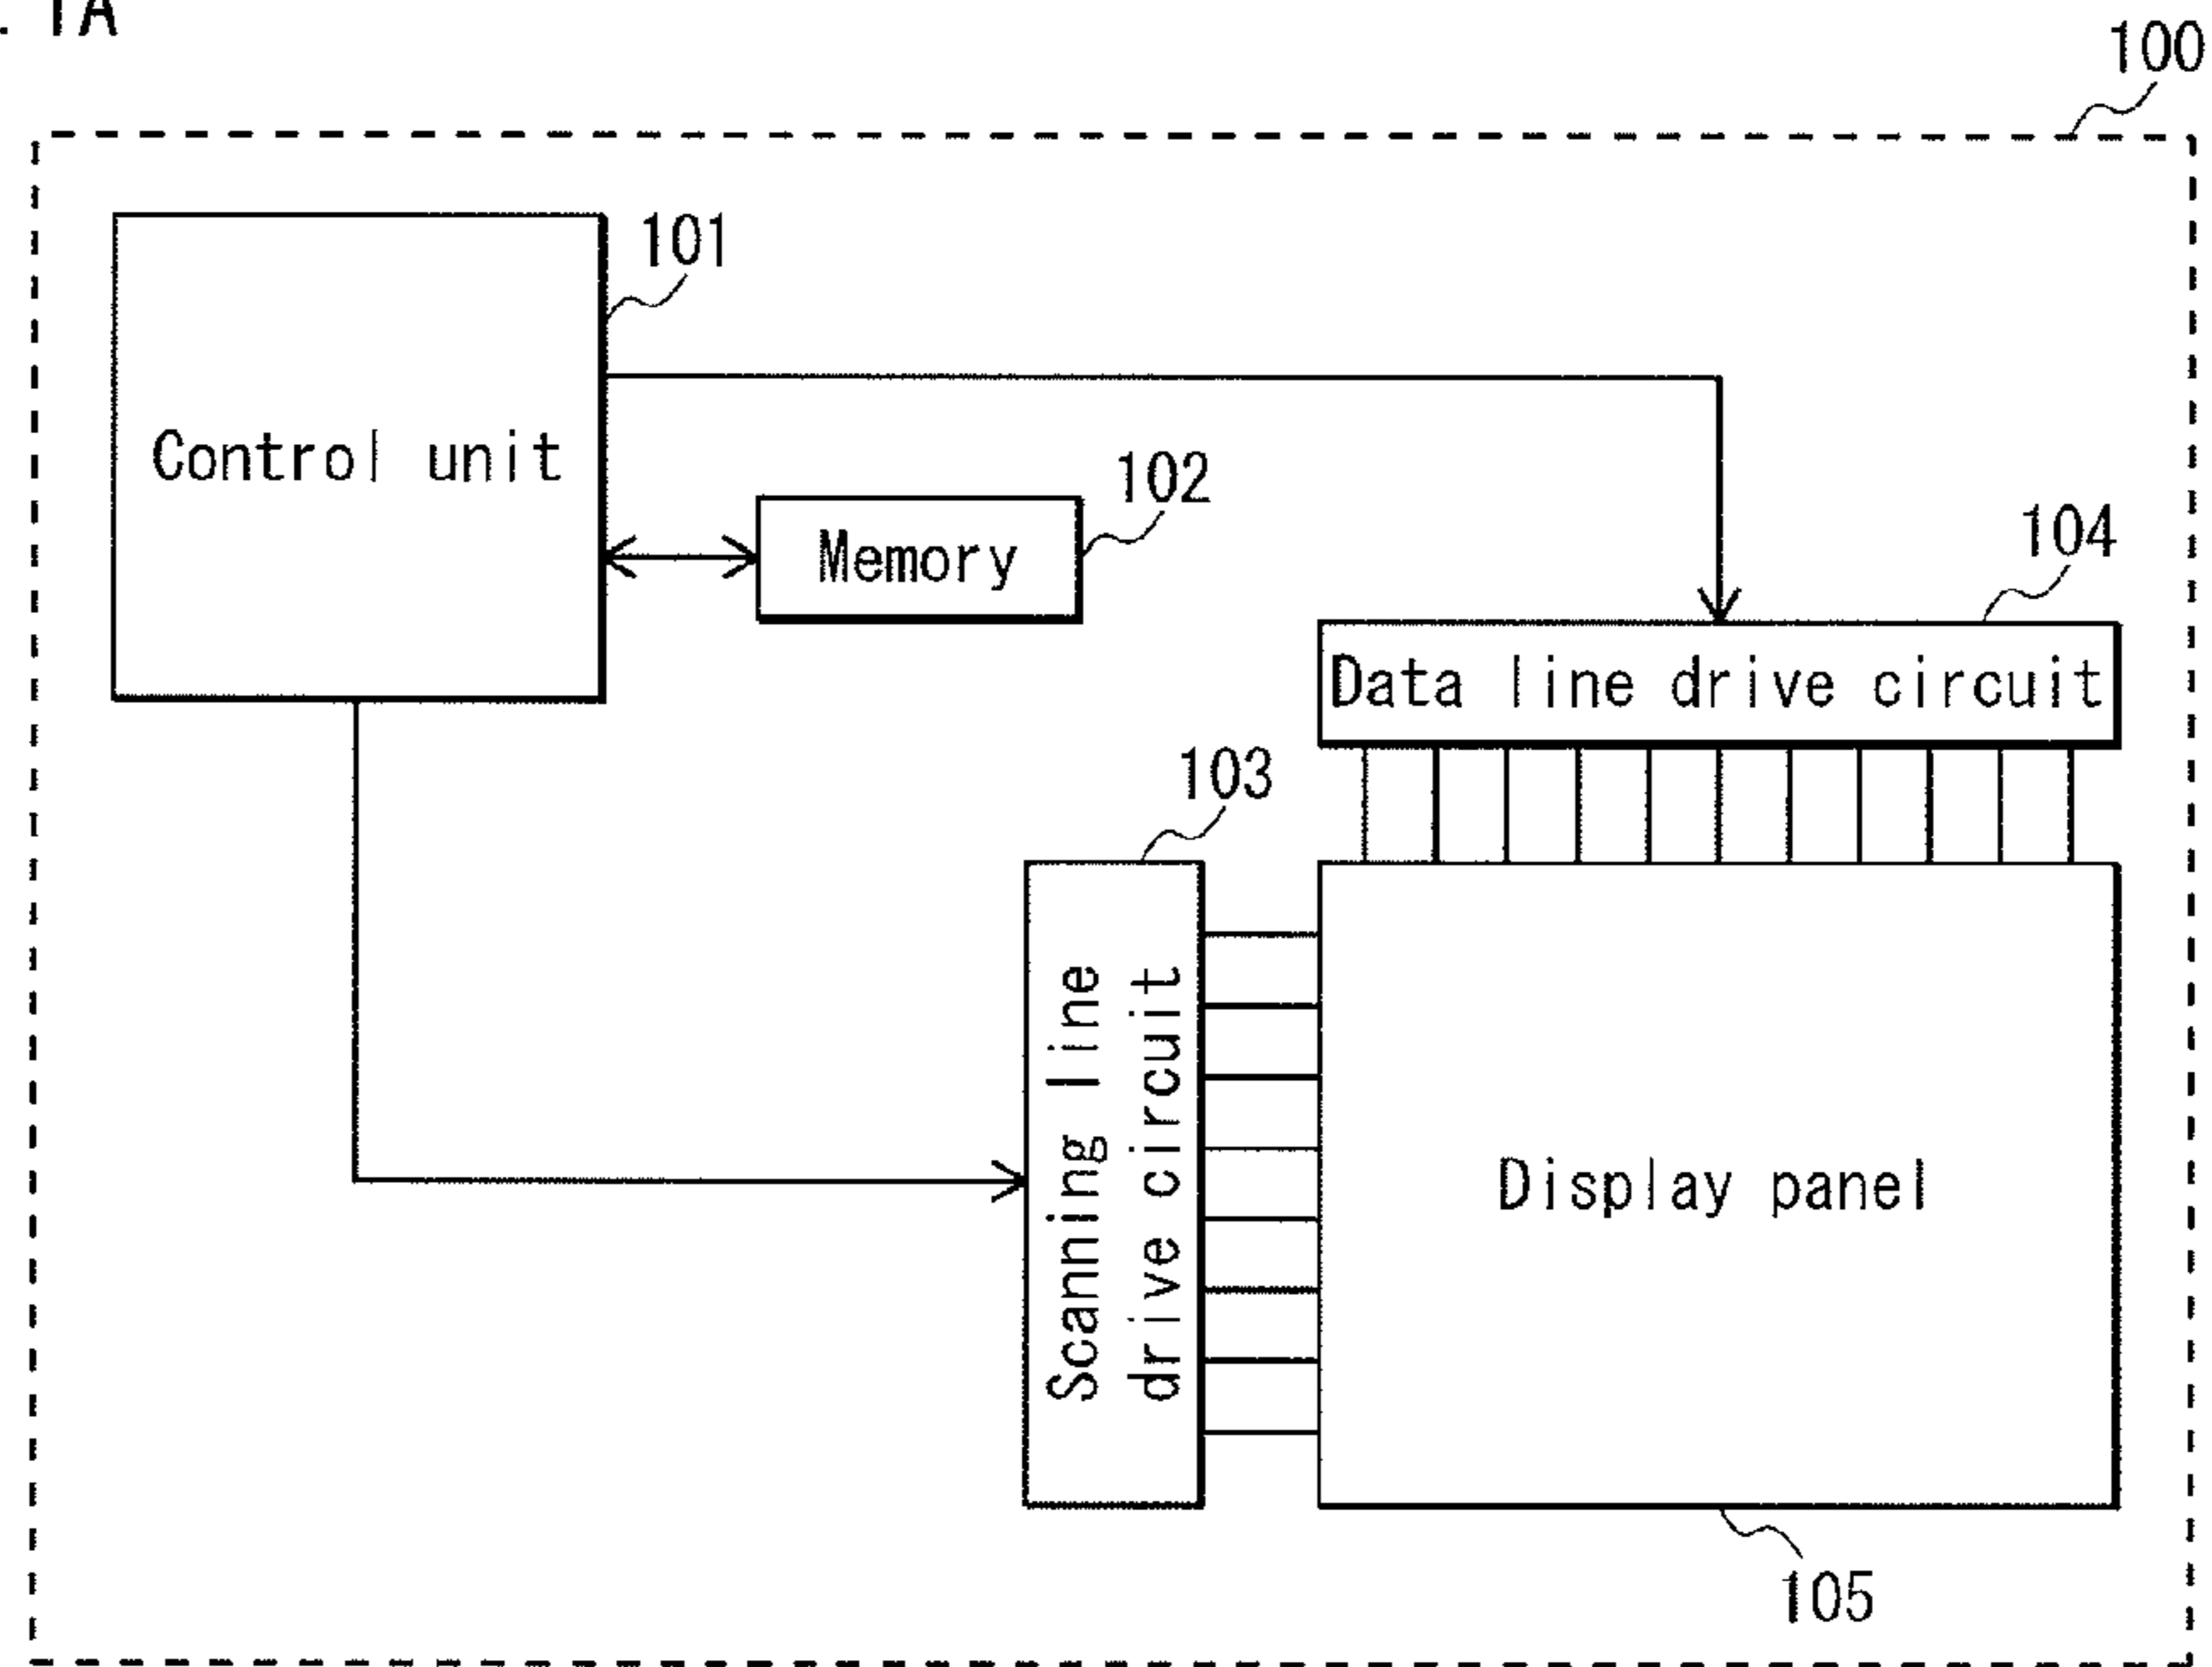 . 1A
100
101
Control unit
102
Memory
104
Data line drive circuit
103
Scanning line
drive circuit
Display panel
105